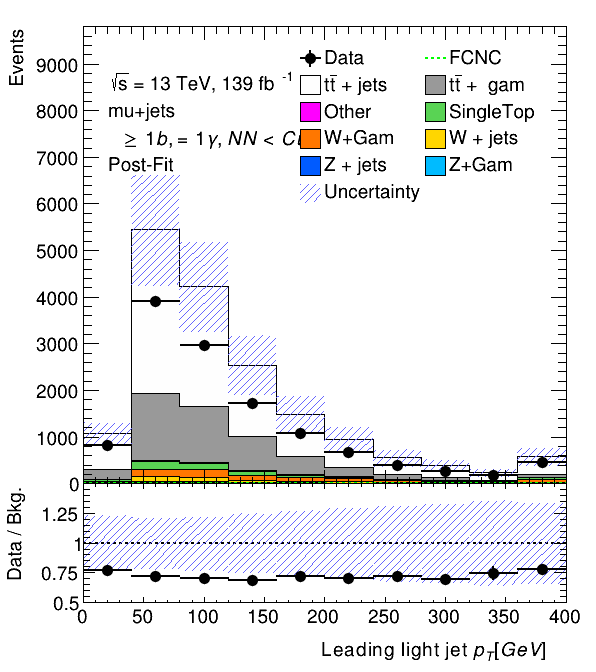 Events
9000
8000
7000
6000
5000
4000
3000
2000
1000
0
√s = 13 TeV, 139 fb⁻¹
mu+jets
≥ 1b, = 1γ, NN <
Post-Fit
Data
FCNC
tt̄ + jets
tt̄ + gam
Other
SingleTop
W+Gam
W + jets
Z + jets
Z+Gam
Uncertainty
Data / Bkg.
1.25
1
0.75
0.5
0 50 100 150 200 250 300 350 400
Leading light jet p_T[GeV]